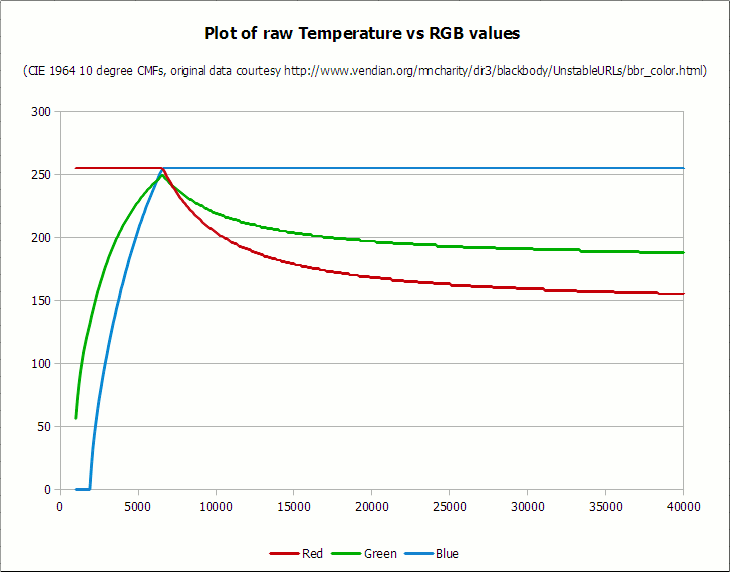 Plot of raw Temperature vs RGB values
(CIE 1964 10 degree CMFs, original data courtesy http://www.vendian.org/mncharity/dir3/blackbody/UnstableURLs/bbr_color.html)
300
250
200
150
100
50
0
0 5000 10000 15000 20000 25000 30000 35000 40000
Red Green Blue